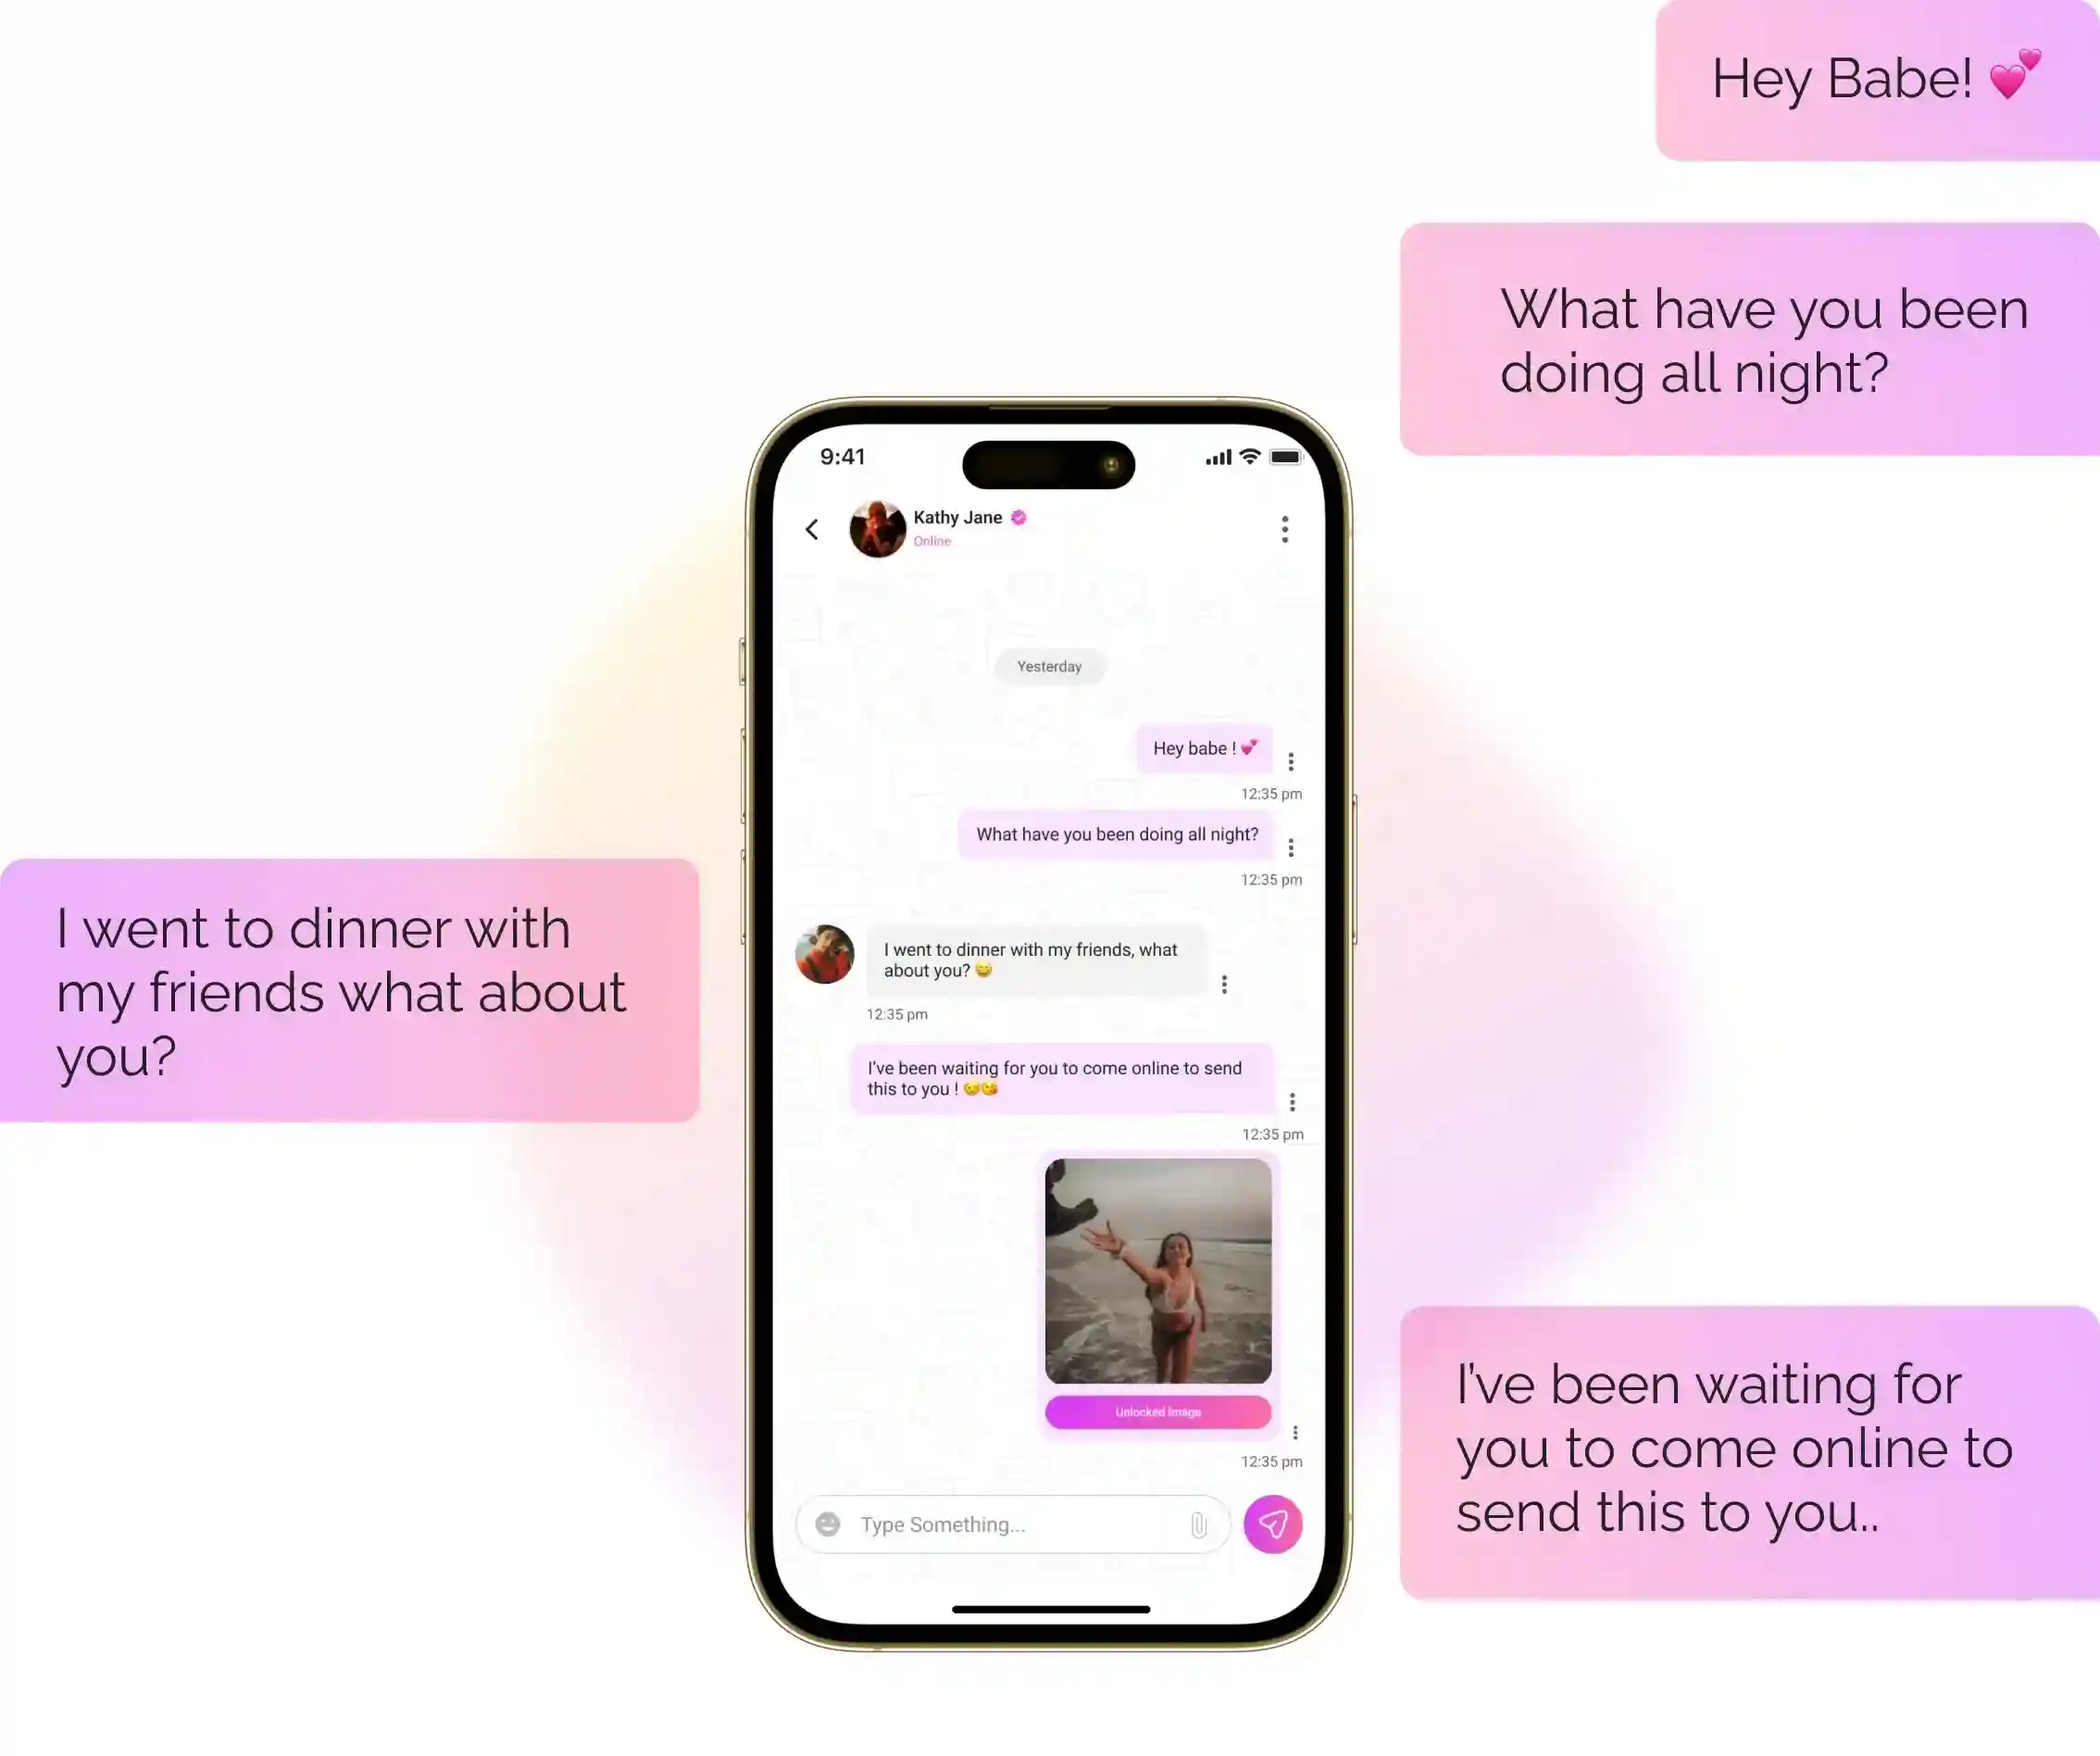 Hey Babe! 💕
What have you been
doing all night?
9:41
Kathy Jane
Online
Yesterday
Hey babe ! 💕
12:35 pm
What have you been doing all night?
12:35 pm
I went to dinner with
my friends what about
you?
I went to dinner with my friends, what
about you? 😅
12:35 pm
I've been waiting for you to come online to send
this to you ! 😉😘
12:35 pm
Unlocked Image
12:35 pm
I've been waiting for
you to come online to
send this to you..
Type Something...